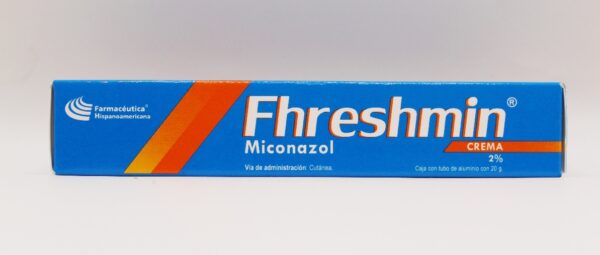 Farmacéutica®
Hispanoamericana
Fhreshmin®
Miconazol
CREMA
2%
Vía de administración: Cutánea.
Caja con tubo de aluminio con 20 g.